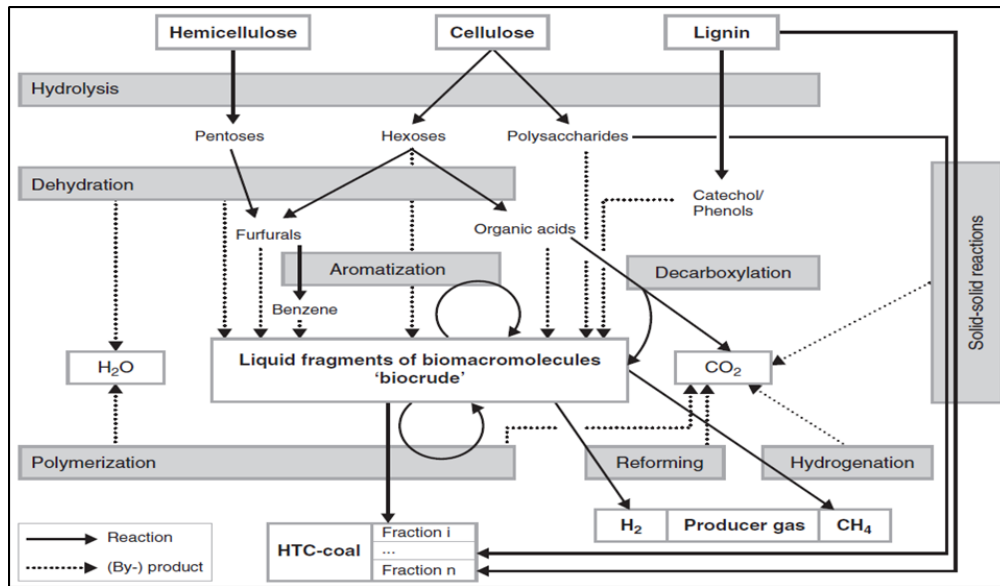 Hemicellulose
Cellulose
Lignin
Hydrolysis
Pentoses
Hexoses
Polysaccharides
Dehydration
Catechol/
Phenols
Furfurals
Organic acids
Solid-solid reactions
Aromatization
Decarboxylation
Benzene
Liquid fragments of biomacromolecules
'biocrude'
H₂O
CO₂
Polymerization
Reforming
Hydrogenation
Reaction
(By-) product
HTC-coal
Fraction i
...
Fraction n
H₂
Producer gas
CH₄